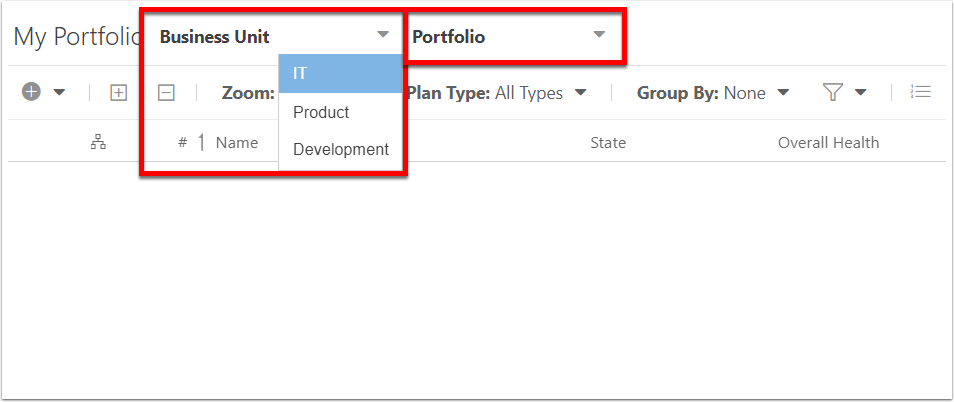 My Portfolio Business Unit Portfolio
IT
Zoom: Plan Type: All Types Group By: None
Product
# Name State Overall Health
Development